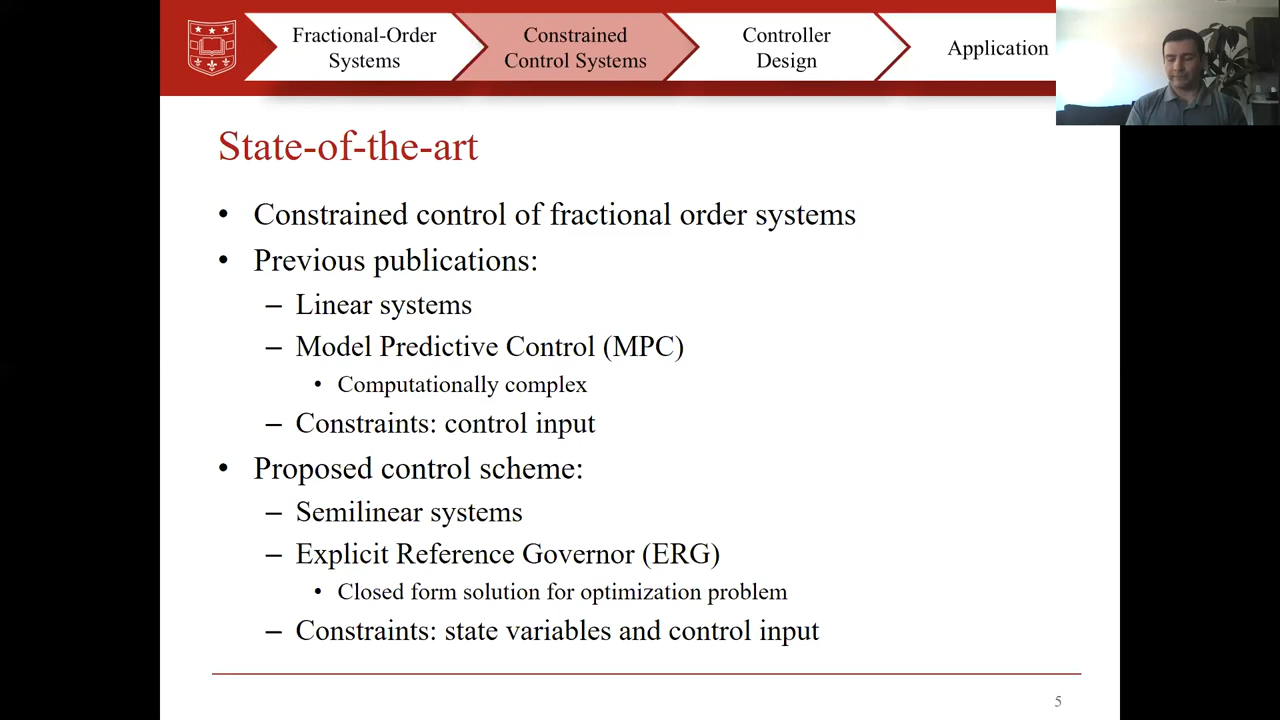 Fractional-Order
Systems
Constrained
Control Systems
Controller
Design
Application
State-of-the-art
• Constrained control of fractional order systems
• Previous publications:
– Linear systems
– Model Predictive Control (MPC)
• Computationally complex
– Constraints: control input
• Proposed control scheme:
– Semilinear systems
– Explicit Reference Governor (ERG)
• Closed form solution for optimization problem
– Constraints: state variables and control input
5